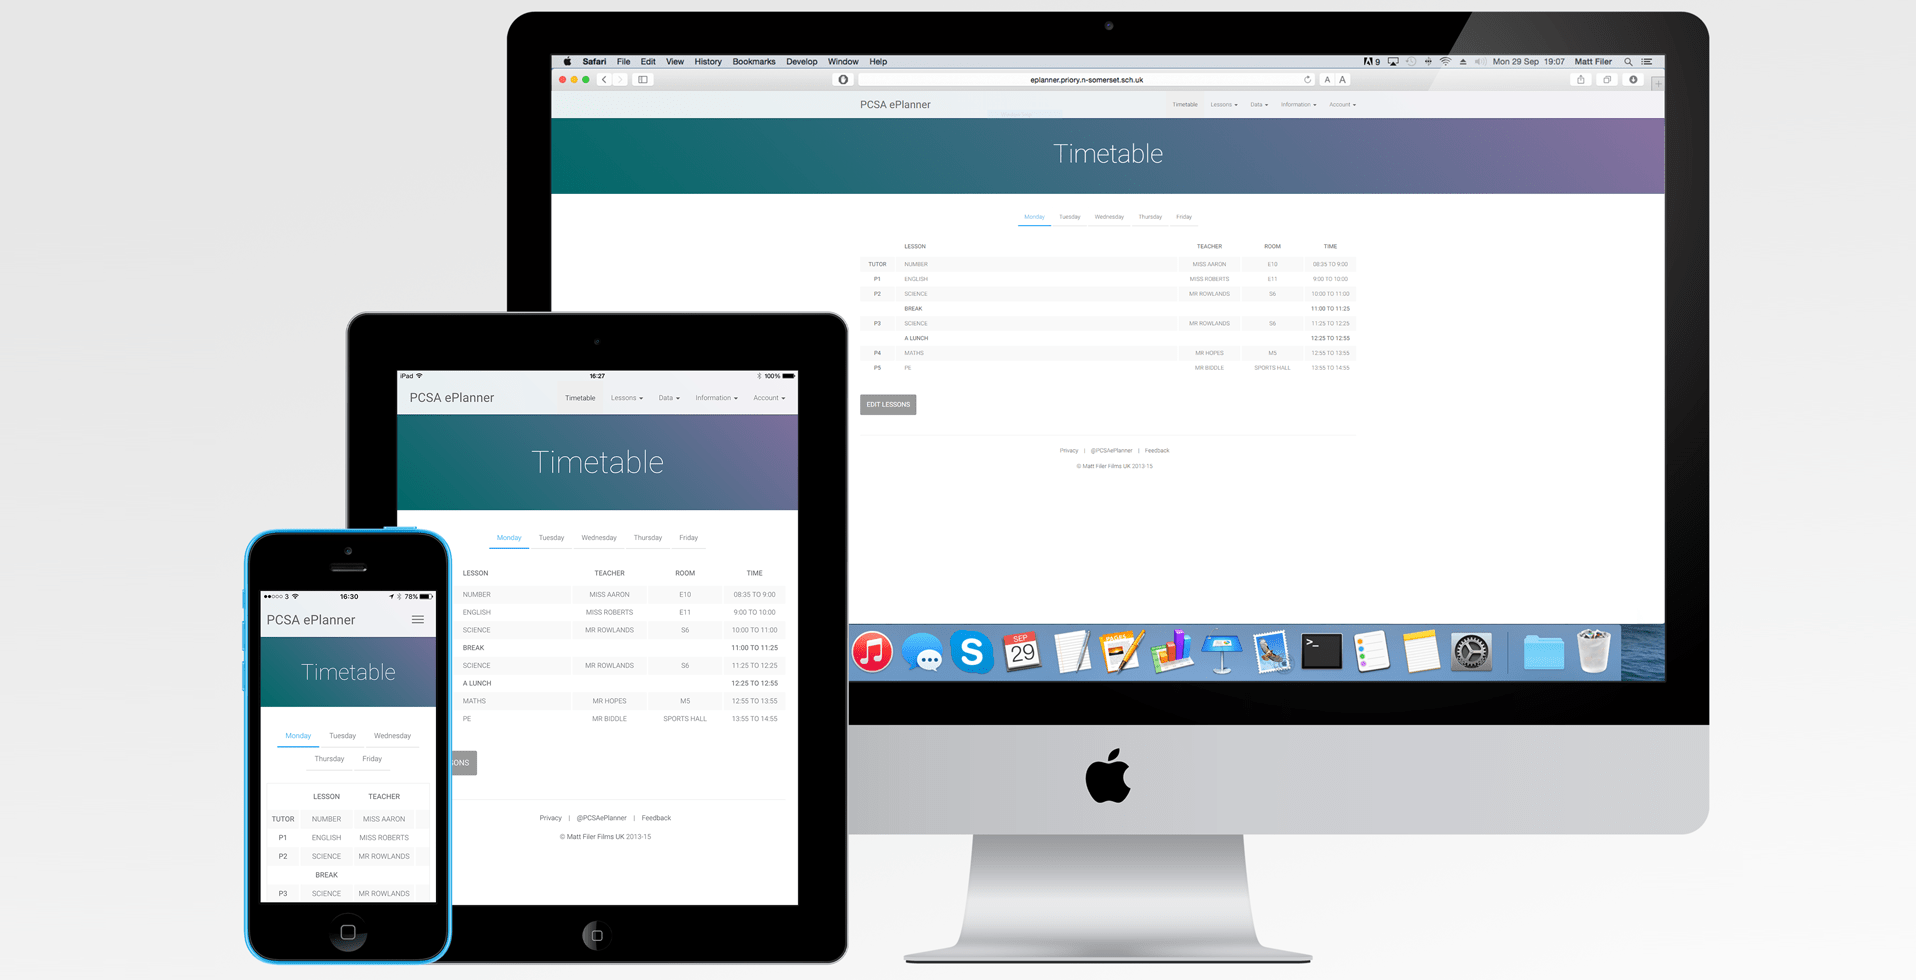 Safari File Edit View History Bookmarks Develop Window Help
9 Mon 29 Sep 19:07 Matt Filer
eplanner.priory.n-somerset.sch.uk
A A
PCSA ePlanner
Timetable Lessons Data Information Account
Timetable
Monday Tuesday Wednesday Thursday Friday
LESSON TEACHER ROOM TIME
TUTOR NUMBER MISS AARON E10 08:35 TO 9:00
P1 ENGLISH MISS ROBERTS E11 9:00 TO 10:00
P2 SCIENCE MR ROWLANDS S6 10:00 TO 11:00
BREAK 11:00 TO 11:25
P3 SCIENCE MR ROWLANDS S6 11:25 TO 12:25
A LUNCH 12:25 TO 12:55
P4 MATHS MR HOPES M5 12:55 TO 13:55
P5 PE MR BIDDLE SPORTS HALL 13:55 TO 14:55
EDIT LESSONS
Privacy | @PCSAePlanner | Feedback
© Matt Filer Films UK 2013-15
SEP
29
PAGES
iPad 16:27 100%
PCSA ePlanner Timetable Lessons Data Information Account
Timetable
Monday Tuesday Wednesday Thursday Friday
LESSON TEACHER ROOM TIME
NUMBER MISS AARON E10 08:35 TO 9:00
ENGLISH MISS ROBERTS E11 9:00 TO 10:00
SCIENCE MR ROWLANDS S6 10:00 TO 11:00
BREAK 11:00 TO 11:25
SCIENCE MR ROWLANDS S6 11:25 TO 12:25
A LUNCH 12:25 TO 12:55
MATHS MR HOPES M5 12:55 TO 13:55
PE MR BIDDLE SPORTS HALL 13:55 TO 14:55
ONS
Privacy | @PCSAePlanner | Feedback
© Matt Filer Films UK 2013-15
3 16:30 78%
PCSA ePlanner
Timetable
Monday Tuesday Wednesday
Thursday Friday
LESSON TEACHER
TUTOR NUMBER MISS AARON
P1 ENGLISH MISS ROBERTS
P2 SCIENCE MR ROWLANDS
BREAK
P3 SCIENCE MR ROWLANDS